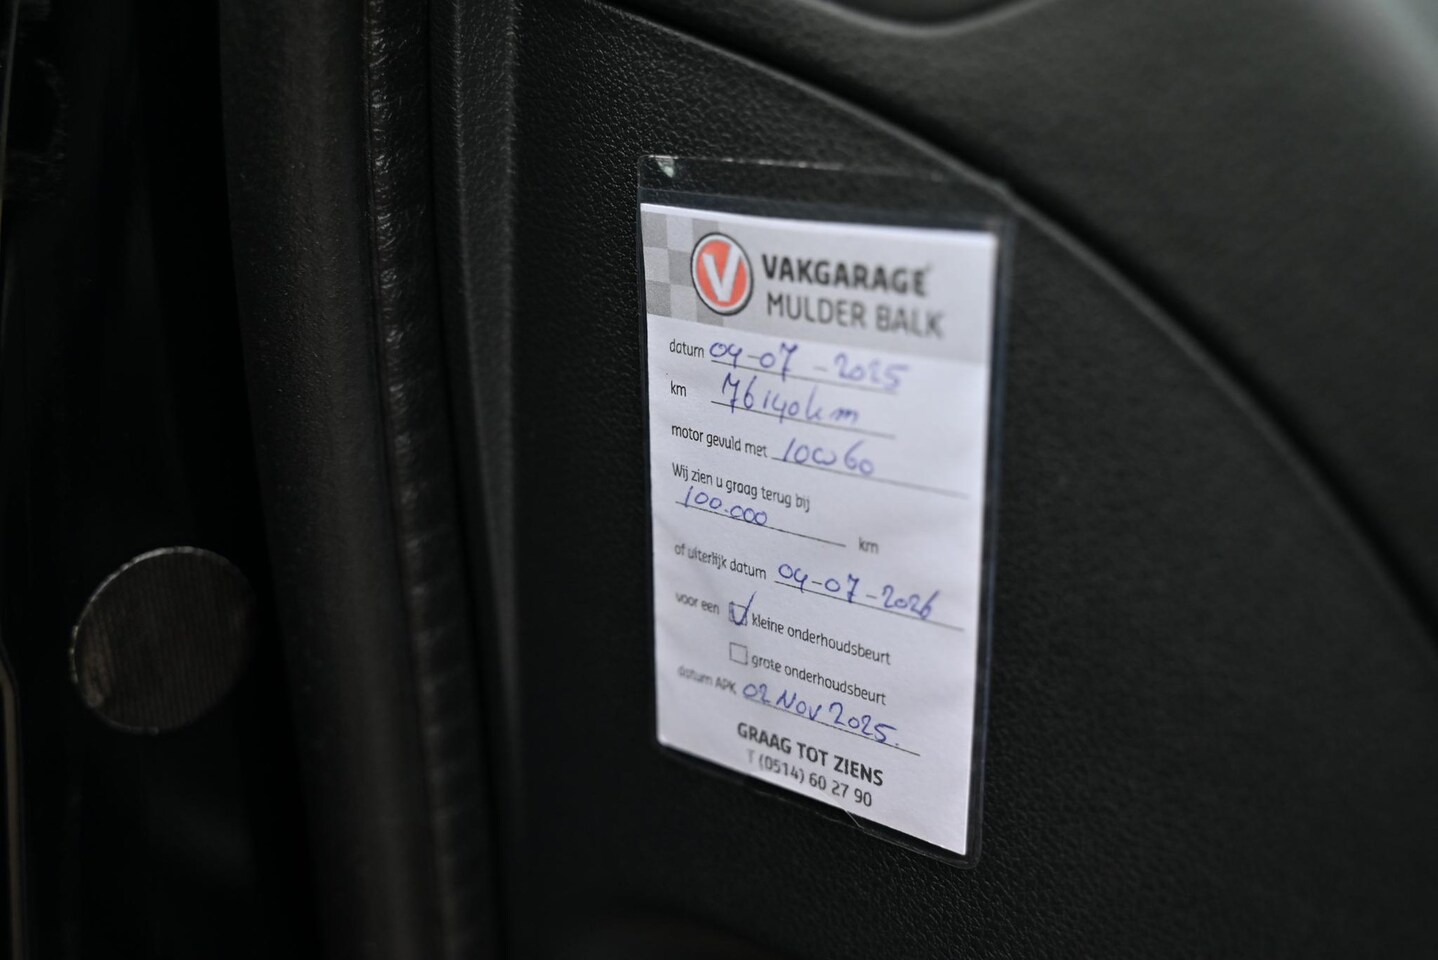 V VAKGARAGE
MULDER BALK
datum 04-07-2025
km 76140km
motor gevuld met 10W60
Wij zien u graag terug bij
100.000 km
of uiterlijk datum 04-07-2026
voor een kleine onderhoudsbeurt
grote onderhoudsbeurt
datum APK 02 Nov 2025.
GRAAG TOT ZIENS
T (0514) 60 27 90